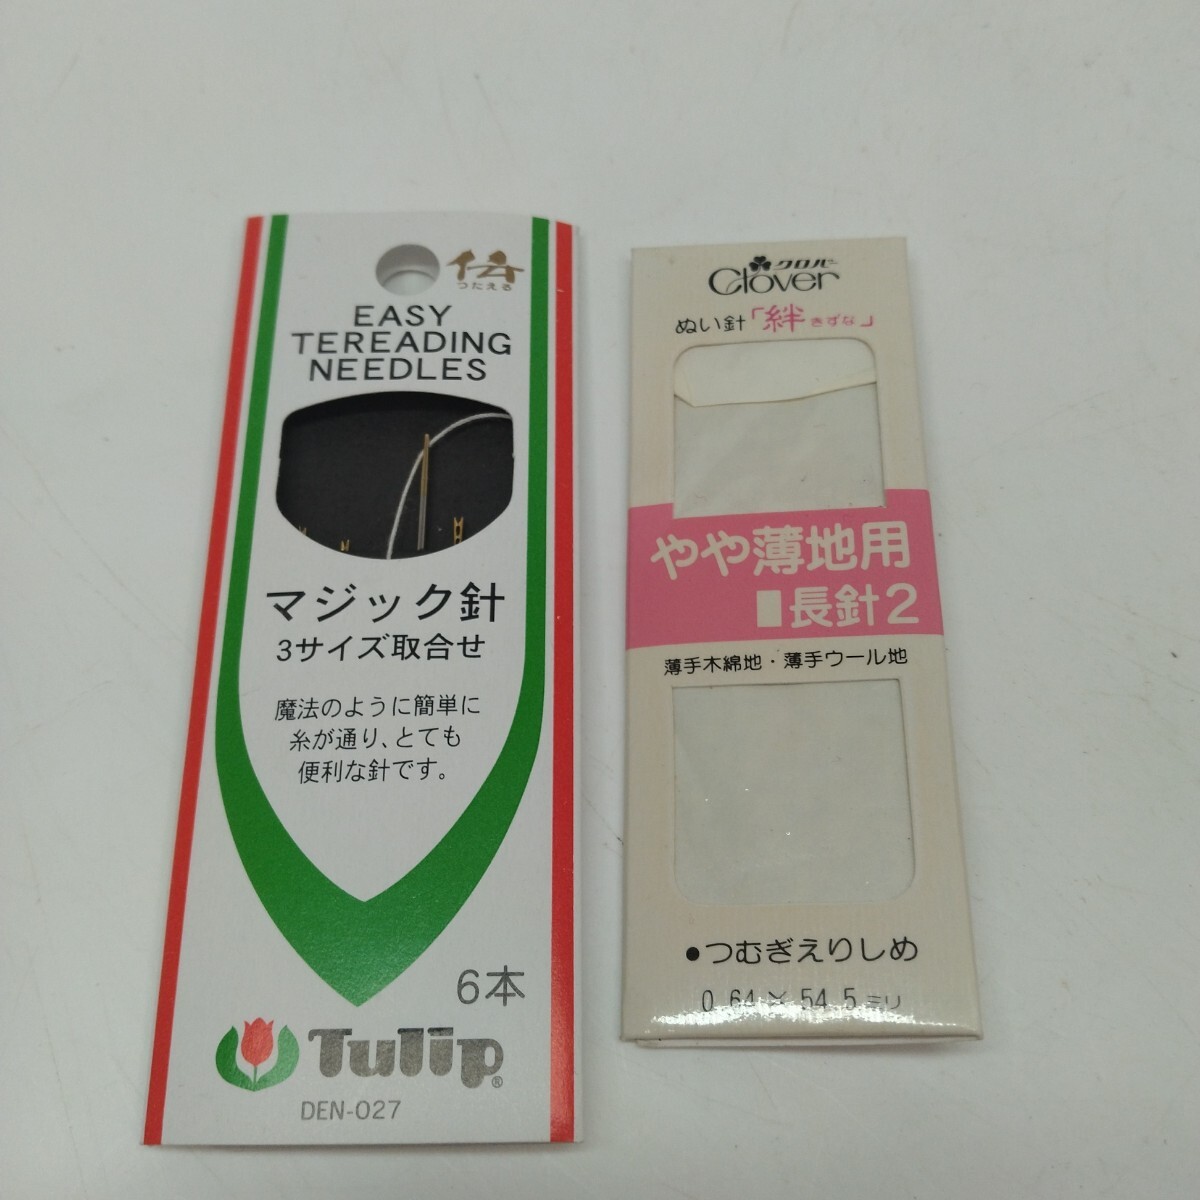 伝
つたえる
EASY
TEREADING
NEEDLES
マジック針
3サイズ取合せ
魔法のように簡単に
糸が通り、とても
便利な針です。
6本
Tulip®
DEN-027
クロバー
Clover
ぬい針「絆きずな」
やや薄地用
長針2
薄手木綿地・薄手ウール地
●つむぎえりしめ
0.64×54.5ミリ